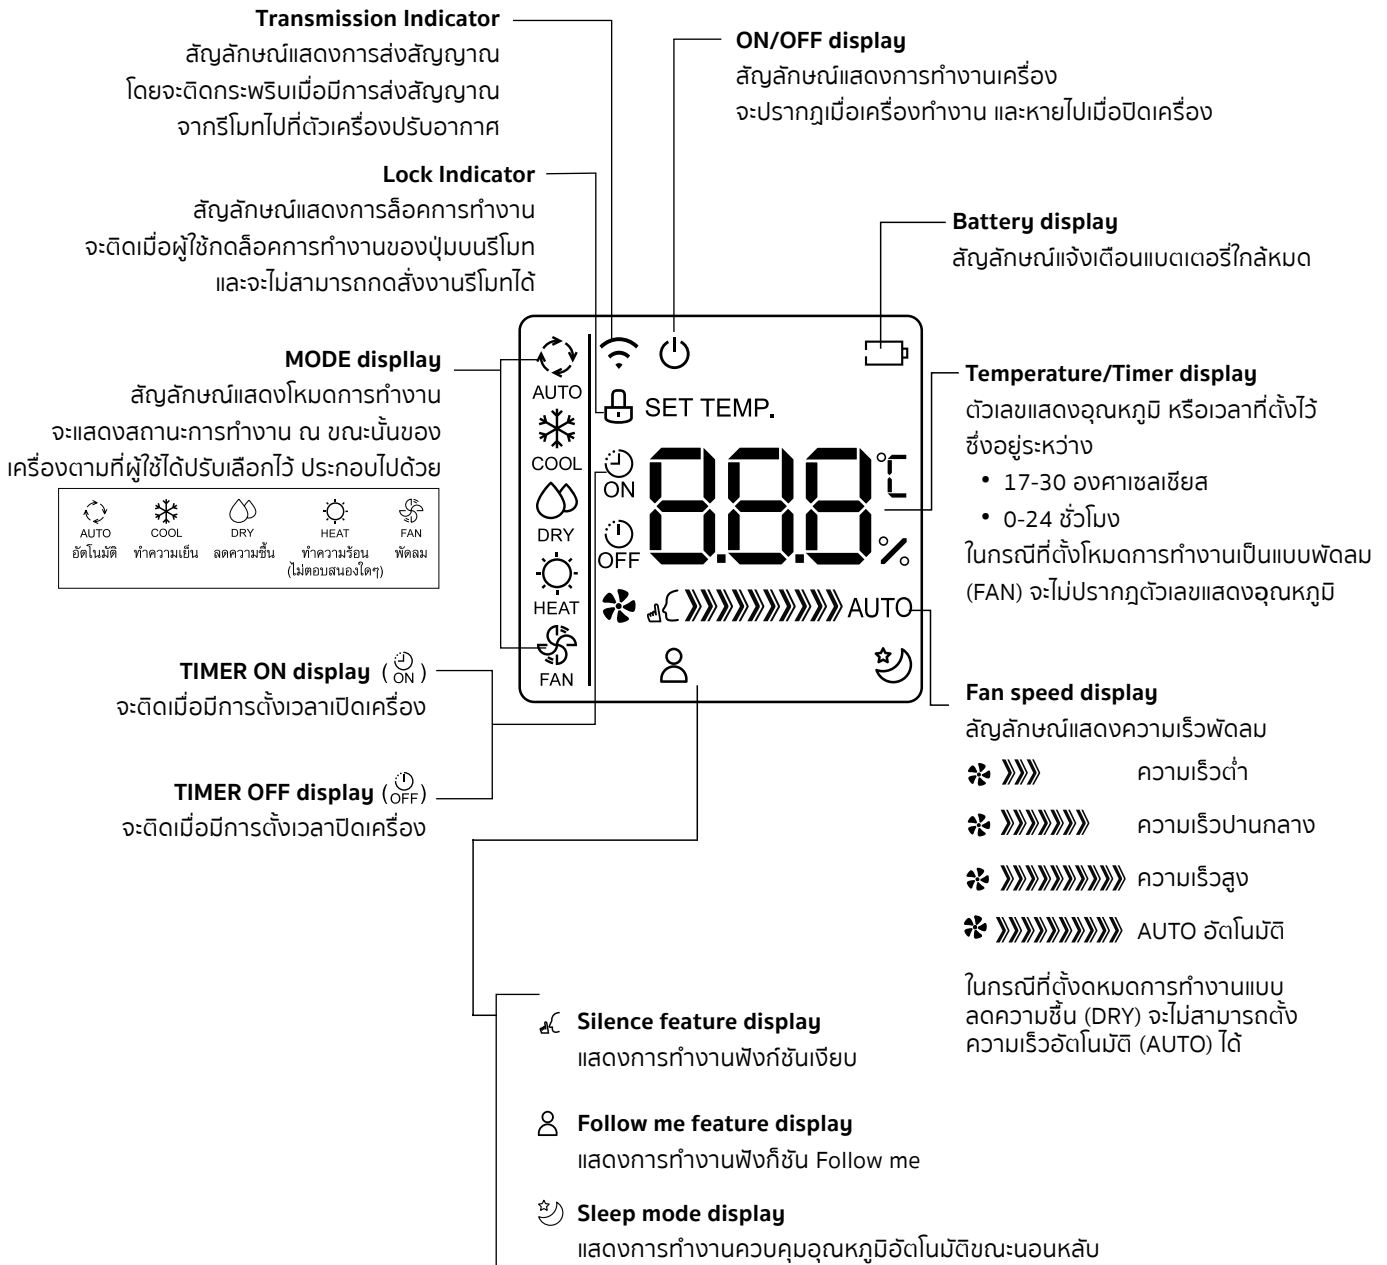 Transmission Indicator
สัญลักษณ์แสดงการส่งสัญญาณ
โดยจะติดกระพริบเมื่อมีการส่งสัญญาณ
จากรีโมทไปที่ตัวเครื่องปรับอากาศ
ON/OFF display
สัญลักษณ์แสดงการทำงานเครื่อง
จะปรากฏเมื่อเครื่องทำงาน และหายไปเมื่อปิดเครื่อง
Lock Indicator
สัญลักษณ์แสดงการล็อคการทำงาน
จะติดเมื่อผู้ใช้กดล็อคการทำงานของปุ่มบนรีโมท
และจะไม่สามารถกดสั่งงานรีโมทได้
Battery display
สัญลักษณ์แจ้งเตือนแบตเตอรี่ใกล้หมด
MODE displlay
สัญลักษณ์แสดงโหมดการทำงาน
จะแสดงสถานะการทำงาน ณ ขณะนั้นของ
เครื่องตามที่ผู้ใช้ได้ปรับเลือกไว้ ประกอบไปด้วย
AUTO COOL DRY HEAT FAN
อัตโนมัติ ทำความเย็น ลดความชื้น ทำความร้อน พัดลม
(ไม่ตอบสนองใดๆ)
AUTO
COOL
DRY
HEAT
FAN
SET TEMP.
ON
OFF
888
°C
%
AUTO
Temperature/Timer display
ตัวเลขแสดงอุณหภูมิ หรือเวลาที่ตั้งไว้
ซึ่งอยู่ระหว่าง
• 17-30 องศาเซลเซียส
• 0-24 ชั่วโมง
ในกรณีที่ตั้งโหมดการทำงานเป็นแบบพัดลม
(FAN) จะไม่ปรากฎตัวเลขแสดงอุณหภูมิ
TIMER ON display (ON)
จะติดเมื่อมีการตั้งเวลาเปิดเครื่อง
TIMER OFF display (OFF)
จะติดเมื่อมีการตั้งเวลาปิดเครื่อง
Fan speed display
ลัญลักษณ์แสดงความเร็วพัดลม
ความเร็วต่ำ
ความเร็วปานกลาง
ความเร็วสูง
AUTO อัตโนมัติ
ในกรณีที่ตั้งดหมดการทำงานแบบ
ลดความชื้น (DRY) จะไม่สามารถตั้ง
ความเร็วอัตโนมัติ (AUTO) ได้
Silence feature display
แสดงการทำงานฟังก์ชันเงียบ
Follow me feature display
แสดงการทำงานฟังก็ชัน Follow me
Sleep mode display
แสดงการทำงานควบคุมอุณหภูมิอัตโนมัติขณะนอนหลับ